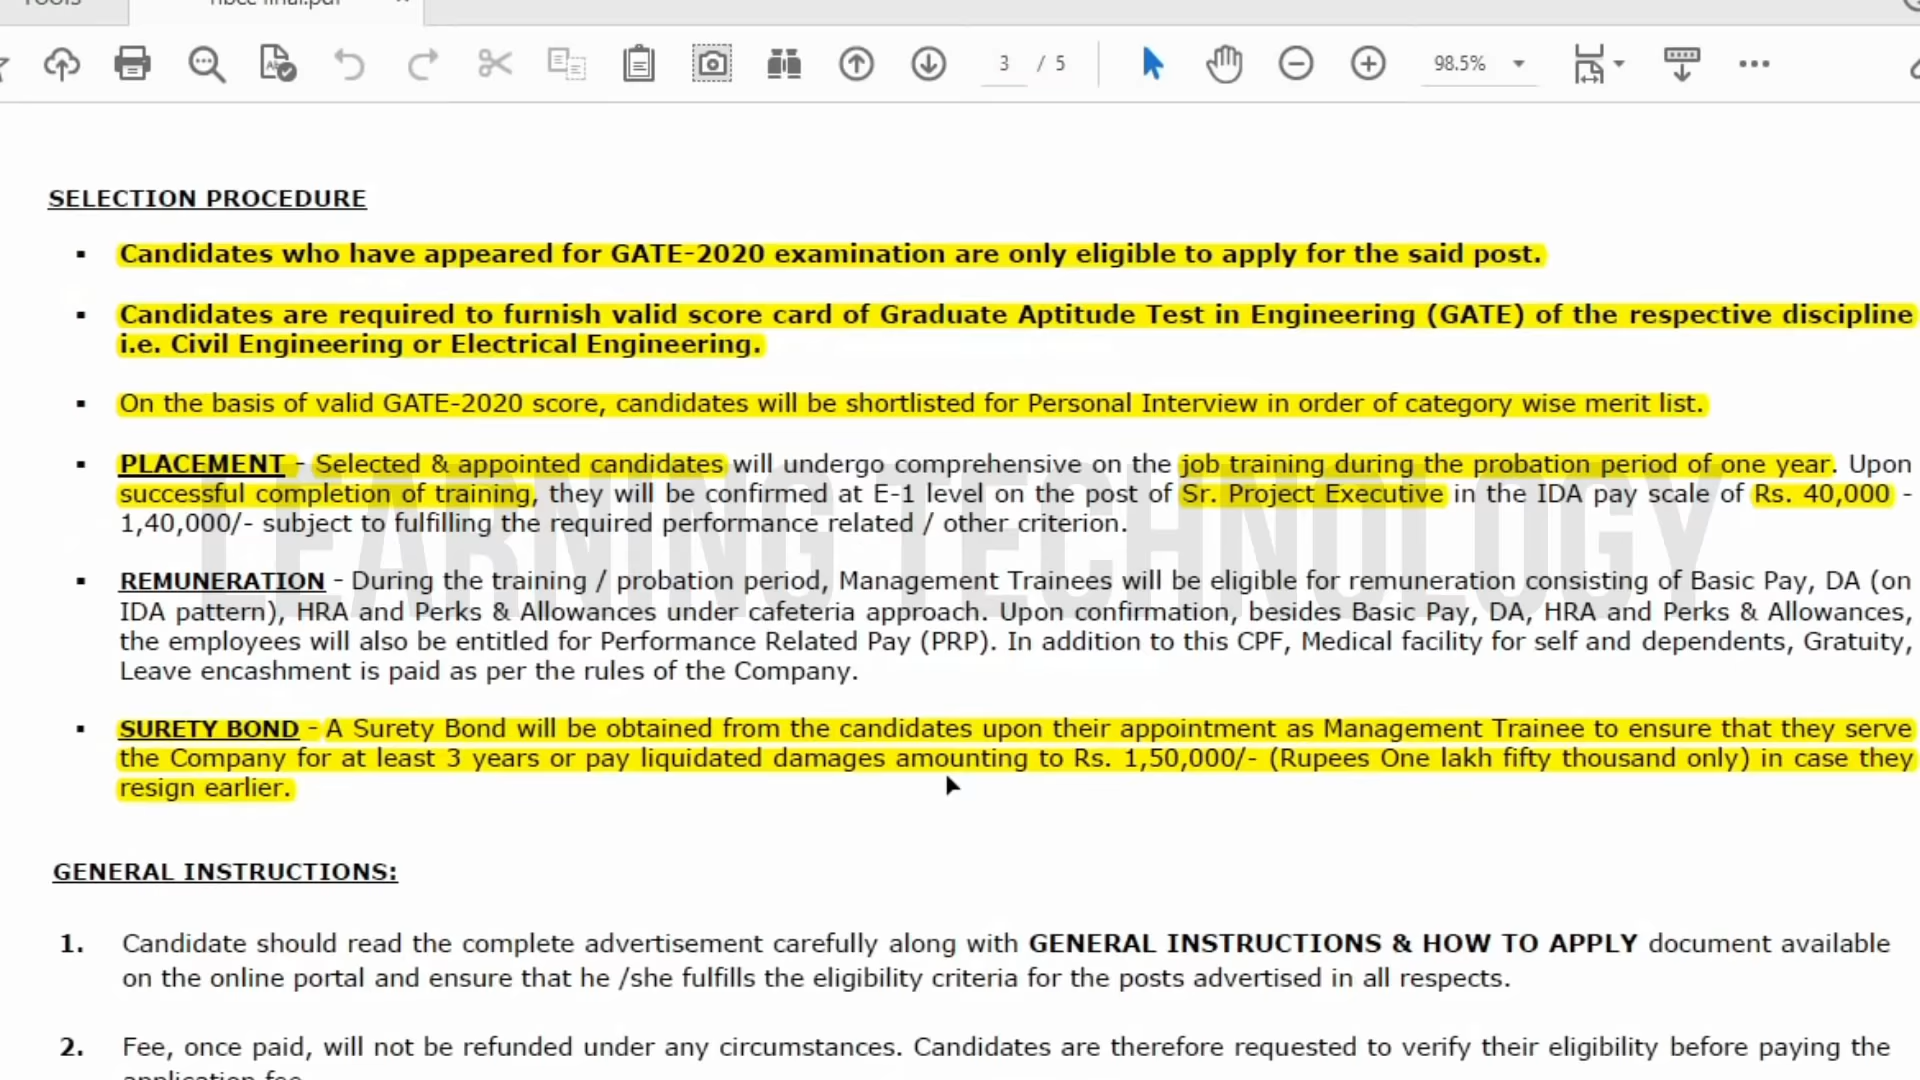 3 / 5
98.5%
SELECTION PROCEDURE
▪ Candidates who have appeared for GATE-2020 examination are only eligible to apply for the said post.
▪ Candidates are required to furnish valid score card of Graduate Aptitude Test in Engineering (GATE) of the respective discipline
i.e. Civil Engineering or Electrical Engineering.
▪ On the basis of valid GATE-2020 score, candidates will be shortlisted for Personal Interview in order of category wise merit list.
▪ PLACEMENT - Selected & appointed candidates will undergo comprehensive on the job training during the probation period of one year. Upon
successful completion of training, they will be confirmed at E-1 level on the post of Sr. Project Executive in the IDA pay scale of Rs. 40,000 -
1,40,000/- subject to fulfilling the required performance related / other criterion.
LEARNING TECHNOLOGY
▪ REMUNERATION - During the training / probation period, Management Trainees will be eligible for remuneration consisting of Basic Pay, DA (on
IDA pattern), HRA and Perks & Allowances under cafeteria approach. Upon confirmation, besides Basic Pay, DA, HRA and Perks & Allowances,
the employees will also be entitled for Performance Related Pay (PRP). In addition to this CPF, Medical facility for self and dependents, Gratuity,
Leave encashment is paid as per the rules of the Company.
▪ SURETY BOND - A Surety Bond will be obtained from the candidates upon their appointment as Management Trainee to ensure that they serve
the Company for at least 3 years or pay liquidated damages amounting to Rs. 1,50,000/- (Rupees One lakh fifty thousand only) in case they
resign earlier.
GENERAL INSTRUCTIONS:
1. Candidate should read the complete advertisement carefully along with GENERAL INSTRUCTIONS & HOW TO APPLY document available
on the online portal and ensure that he /she fulfills the eligibility criteria for the posts advertised in all respects.
2. Fee, once paid, will not be refunded under any circumstances. Candidates are therefore requested to verify their eligibility before paying the
application fee.